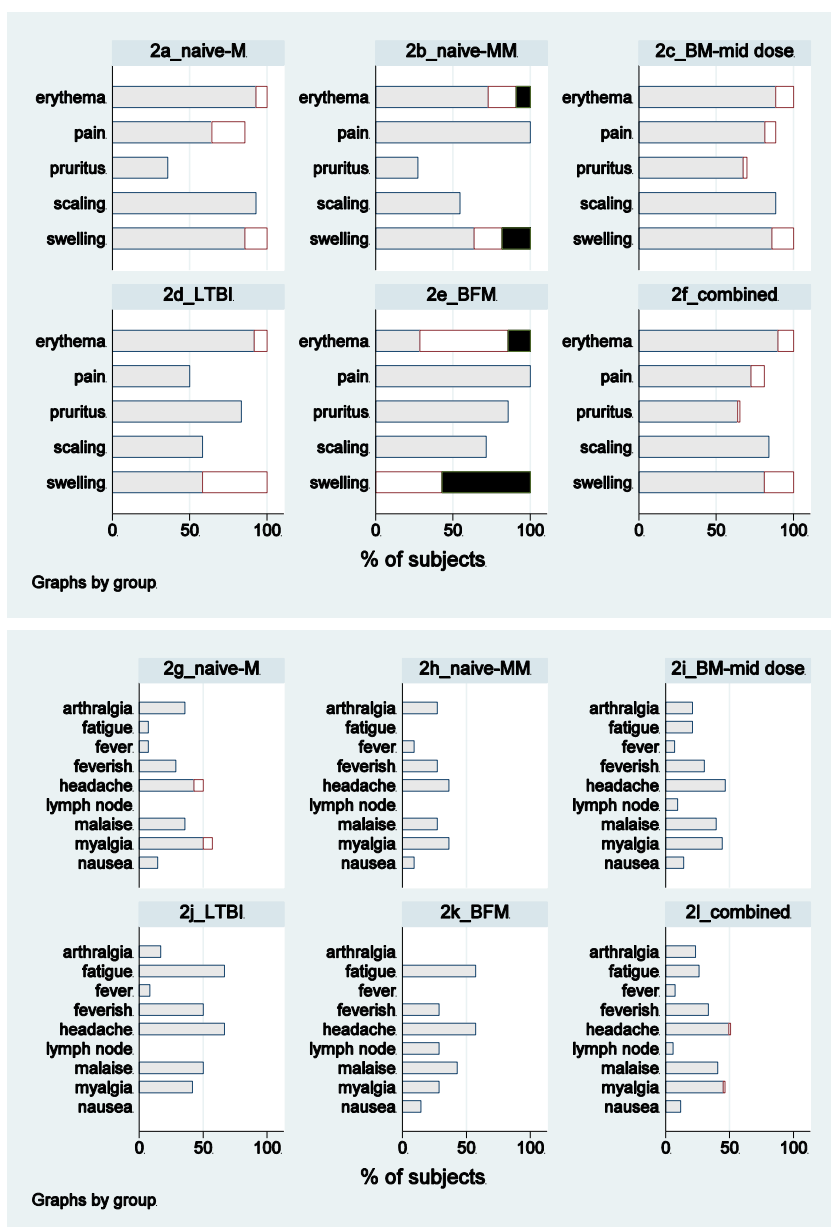 2a_naive-M
2b_naive-MM
2c_BM-mid dose
erythema
pain
pruritus
scaling
swelling
erythema
pain
pruritus
scaling
swelling
erythema
pain
pruritus
scaling
swelling
2d_LTBI
2e_BFM
2f_combined
erythema
pain
pruritus
scaling
swelling
erythema
pain
pruritus
scaling
swelling
erythema
pain
pruritus
scaling
swelling
0 50 100
0 50 100
0 50 100
% of subjects
Graphs by group
2g_naive-M
2h_naive-MM
2i_BM-mid dose
arthralgia
fatigue
fever
feverish
headache
lymph node
malaise
myalgia
nausea
arthralgia
fatigue
fever
feverish
headache
lymph node
malaise
myalgia
nausea
arthralgia
fatigue
fever
feverish
headache
lymph node
malaise
myalgia
nausea
2j_LTBI
2k_BFM
2l_combined
arthralgia
fatigue
fever
feverish
headache
lymph node
malaise
myalgia
nausea
arthralgia
fatigue
fever
feverish
headache
lymph node
malaise
myalgia
nausea
arthralgia
fatigue
fever
feverish
headache
lymph node
malaise
myalgia
nausea
0 50 100
0 50 100
0 50 100
% of subjects
Graphs by group